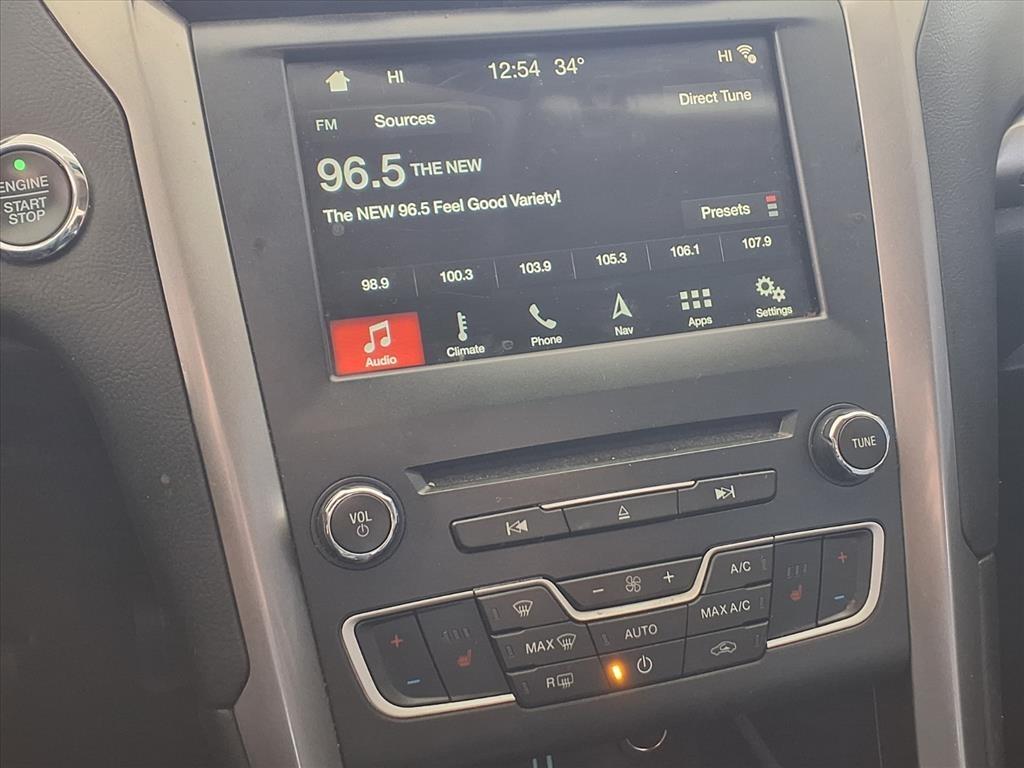 HI 12:54 34° HI
FM Sources Direct Tune
96.5 THE NEW
The NEW 96.5 Feel Good Variety!
Presets
98.9 100.3 103.9 105.3 106.1 107.9
Audio Climate Phone Nav Apps Settings
ENGINE
START
STOP
TUNE
VOL
- + A/C
MAX AUTO MAX A/C
R
+ -
+ -